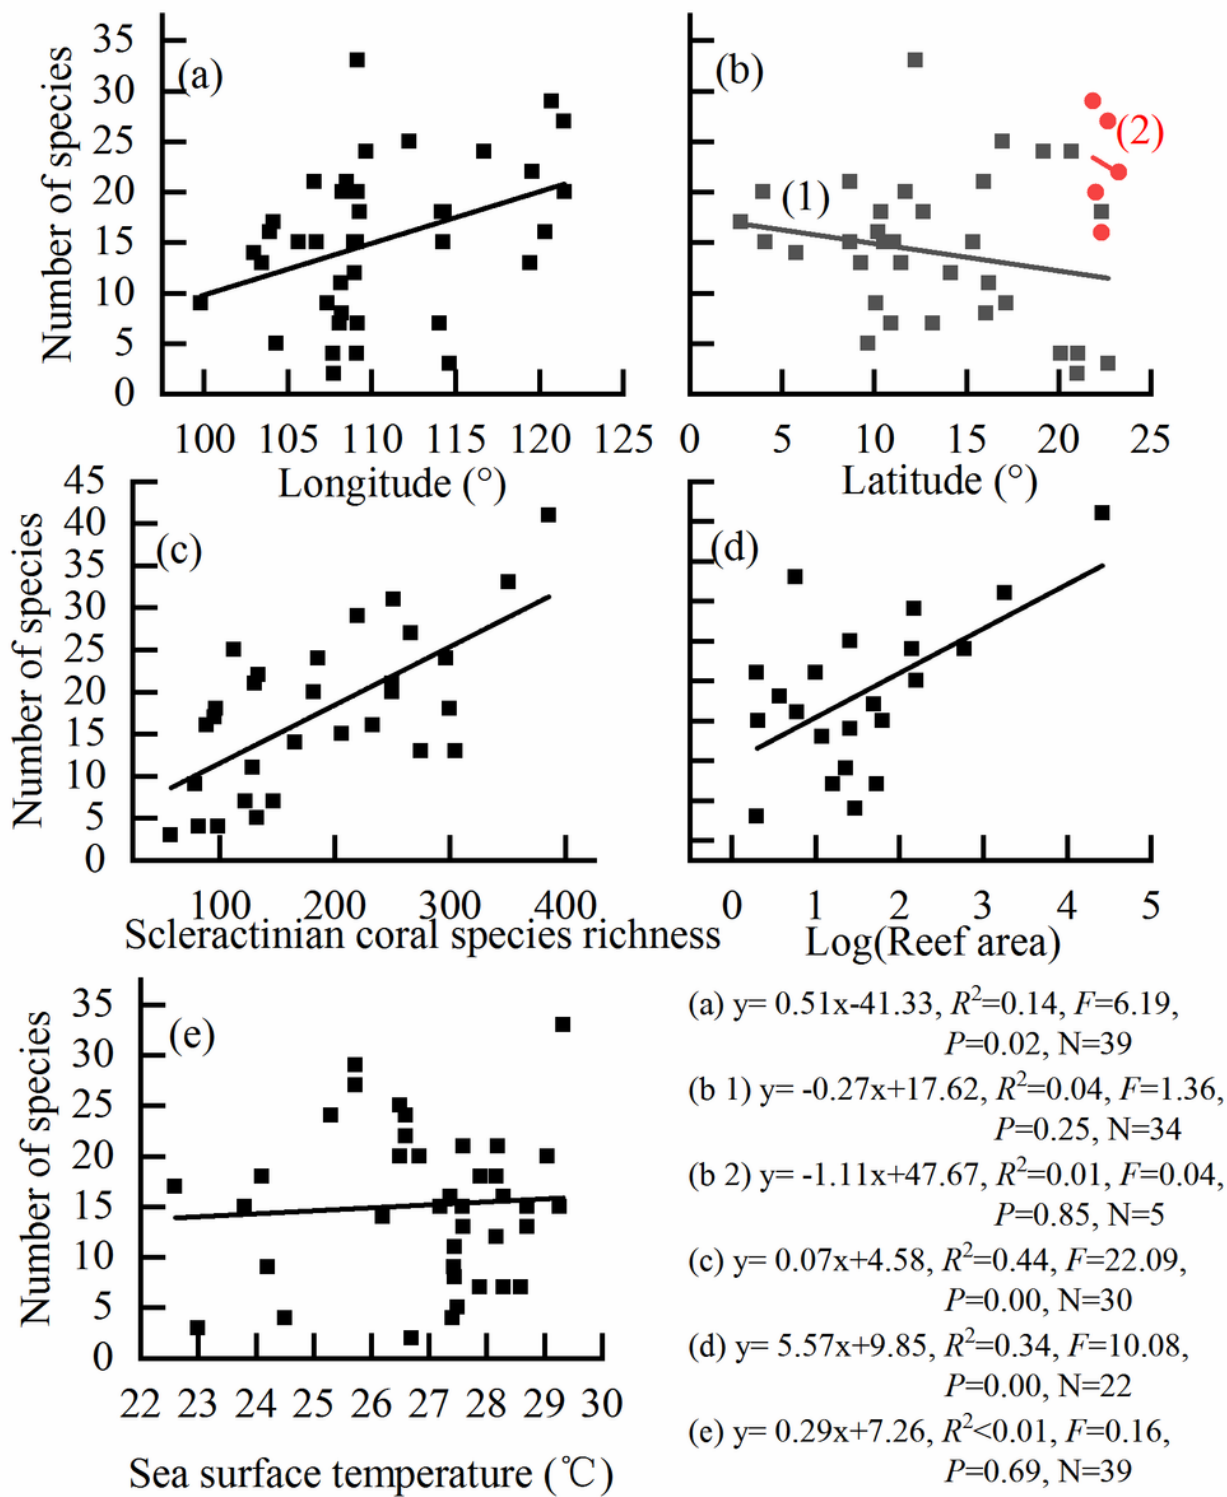 35
30
25
20
15
10
5
0
Number of species
(a)
100 105 110 115 120 125
Longitude (°)
(b)
(1)
(2)
0 5 10 15 20 25
Latitude (°)
45
40
35
30
25
20
15
10
5
0
Number of species
(c)
100 200 300 400
Scleractinian coral species richness
(d)
0 1 2 3 4 5
Log(Reef area)
35
30
25
20
15
10
5
0
Number of species
(e)
22 23 24 25 26 27 28 29 30
Sea surface temperature (℃)
(a) y= 0.51x-41.33, R²=0.14, F=6.19,
P=0.02, N=39
(b 1) y= -0.27x+17.62, R²=0.04, F=1.36,
P=0.25, N=34
(b 2) y= -1.11x+47.67, R²=0.01, F=0.04,
P=0.85, N=5
(c) y= 0.07x+4.58, R²=0.44, F=22.09,
P=0.00, N=30
(d) y= 5.57x+9.85, R²=0.34, F=10.08,
P=0.00, N=22
(e) y= 0.29x+7.26, R²<0.01, F=0.16,
P=0.69, N=39